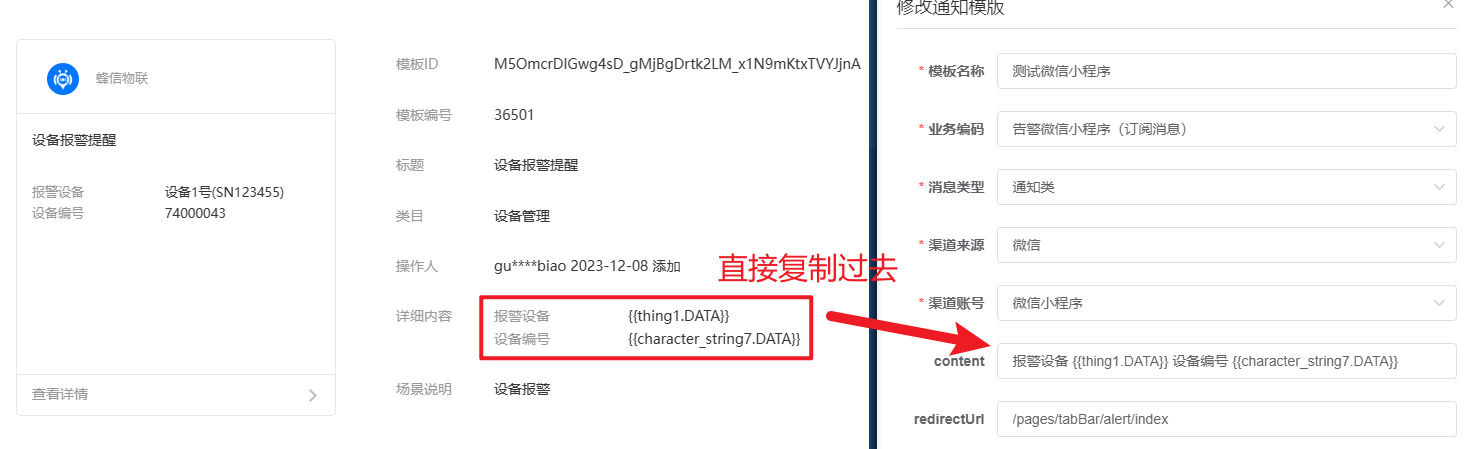 蜂信物联
设备报警提醒
报警设备 设备1号(SN123455)
设备编号 74000043
查看详情
模板ID M5OmcrDIGwg4sD_gMjBgDrtk2LM_x1N9mKtxTVYJjnA
模板编号 36501
标题 设备报警提醒
类目 设备管理
操作人 gu****biao 2023-12-08 添加
详细内容 报警设备 {{thing1.DATA}}
设备编号 {{character_string7.DATA}}
场景说明 设备报警
直接复制过去
修改通知模版
* 模板名称 测试微信小程序
* 业务编码 告警微信小程序（订阅消息）
* 消息类型 通知类
* 渠道来源 微信
* 渠道账号 微信小程序
content 报警设备 {{thing1.DATA}} 设备编号 {{character_string7.DATA}}
redirectUrl /pages/tabBar/alert/index